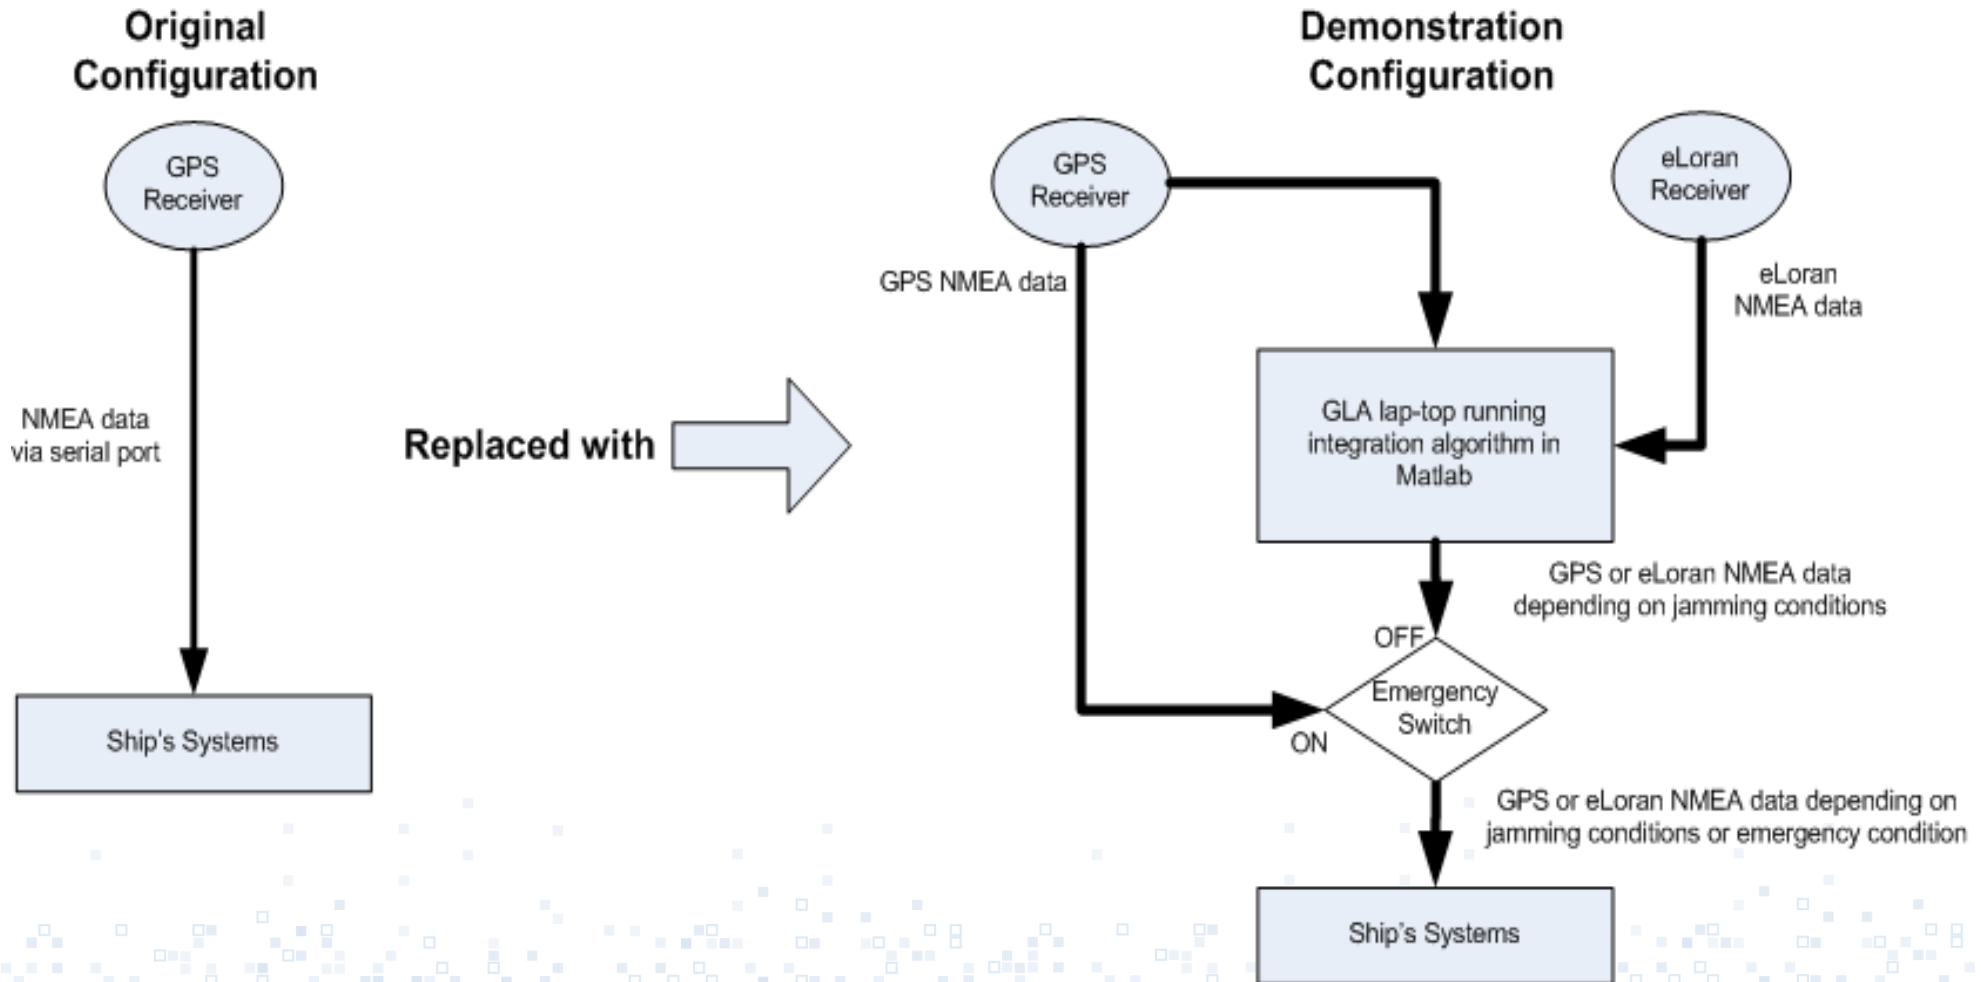 Original
Configuration
GPS
Receiver
NMEA data
via serial port
Ship's Systems
Replaced with
Demonstration
Configuration
GPS
Receiver
eLoran
Receiver
GPS NMEA data
eLoran
NMEA data
GLA lap-top running
integration algorithm in
Matlab
GPS or eLoran NMEA data
depending on jamming conditions
OFF
Emergency
Switch
ON
GPS or eLoran NMEA data depending on
jamming conditions or emergency condition
Ship's Systems